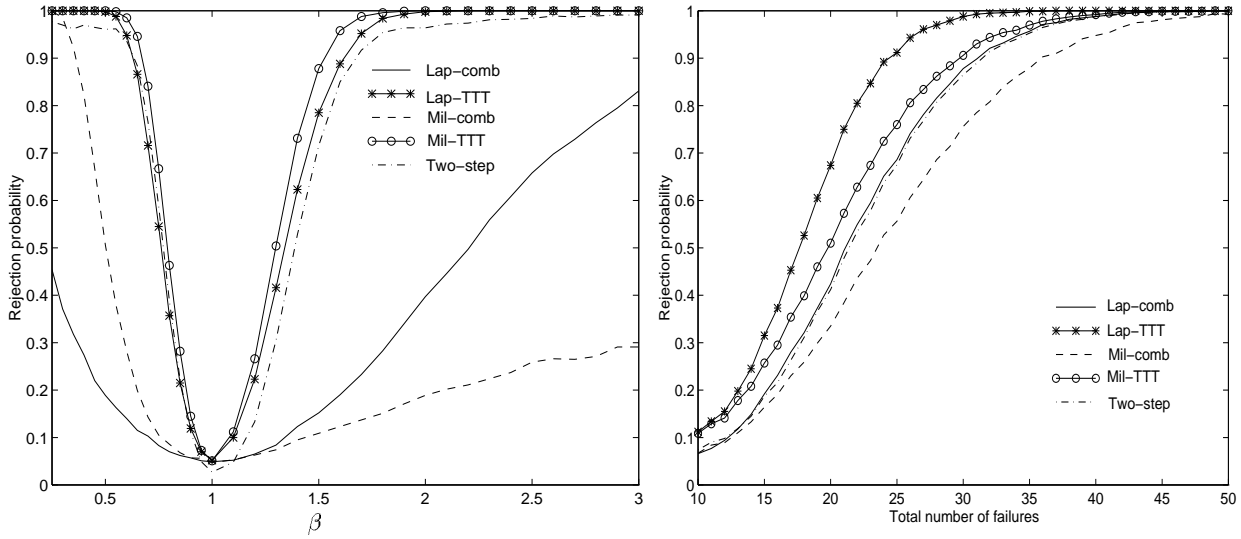 1
0.9
0.8
0.7
0.6
0.5
0.4
0.3
0.2
0.1
0
Rejection probability
Lap−comb
Lap−TTT
Mil−comb
Mil−TTT
Two−step
0.5 1 1.5 2 2.5 3
β
1
0.9
0.8
0.7
0.6
0.5
0.4
0.3
0.2
0.1
0
Rejection probability
Lap−comb
Lap−TTT
Mil−comb
Mil−TTT
Two−step
10 15 20 25 30 35 40 45 50
Total number of failures